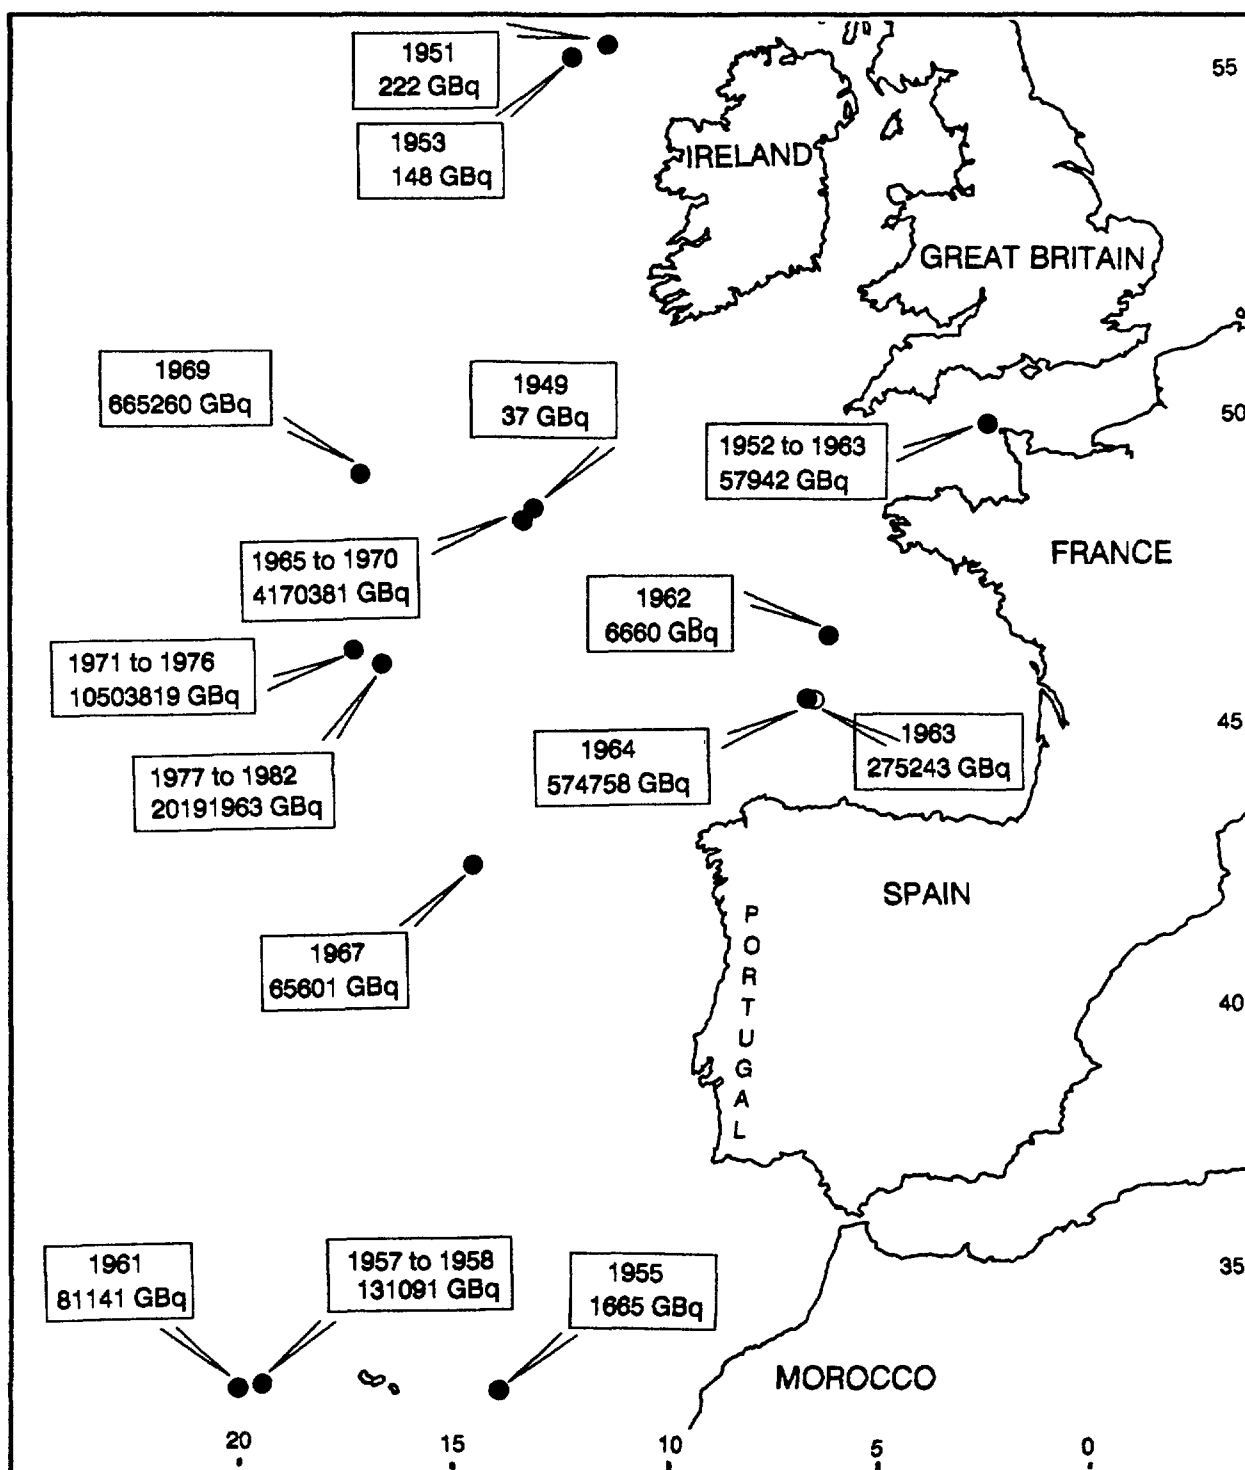 1951
222 GBq
55
1953
148 GBq
IRELAND
GREAT BRITAIN
1969
665260 GBq
1949
37 GBq
50
1952 to 1963
57942 GBq
1965 to 1970
4170381 GBq
FRANCE
1962
6660 GBq
1971 to 1976
10503819 GBq
45
1964
574758 GBq
1963
275243 GBq
1977 to 1982
20191963 GBq
SPAIN
PORTUGAL
1967
65601 GBq
40
1961
81141 GBq
1957 to 1958
131091 GBq
1955
1665 GBq
35
MOROCCO
20
15
10
5
0